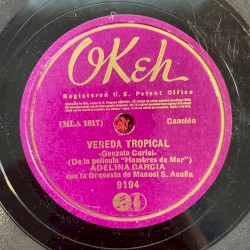 OKeh
Registered U. S. Patent Office
(MLA 1817)
Canción
VEREDA TROPICAL
-Gonzalo Curiel-
(De la película "Hombres de Mar")
ADELINA GARCIA
con la Orquesta de Manuel S. Acuña
9194